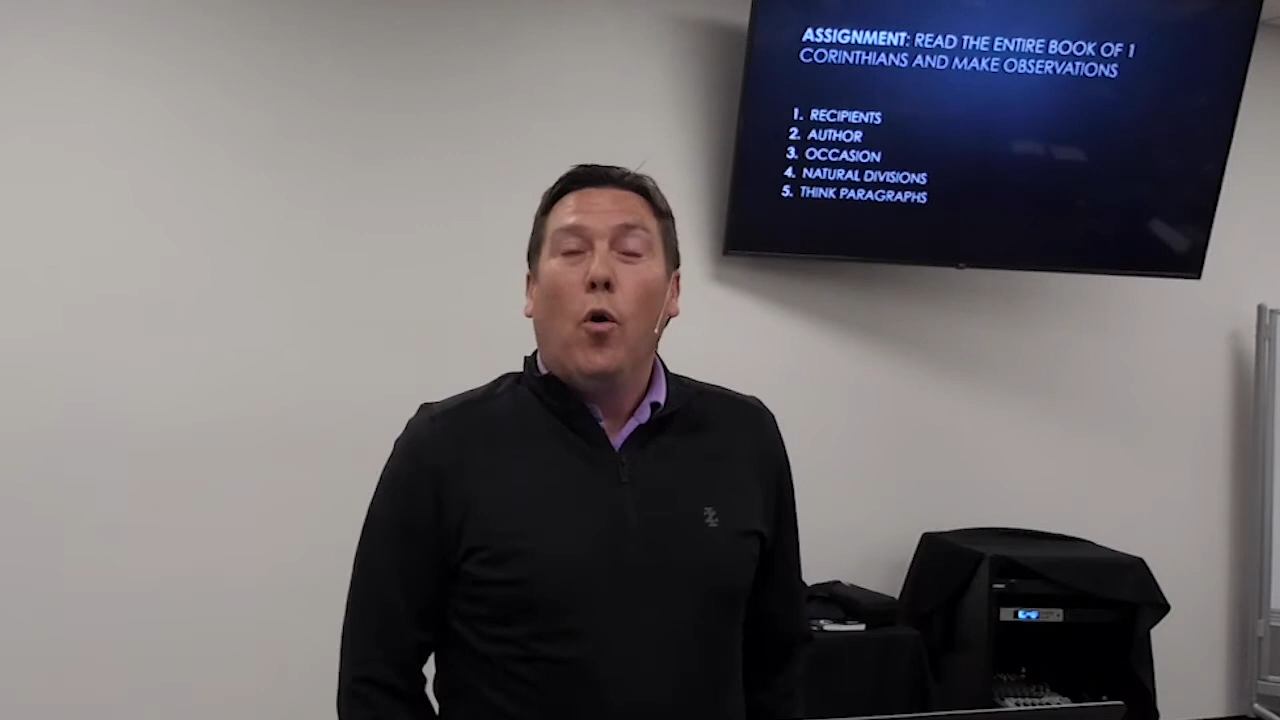 ASSIGNMENT: READ THE ENTIRE BOOK OF 1
CORINTHIANS AND MAKE OBSERVATIONS
1. RECIPIENTS
2. AUTHOR
3. OCCASION
4. NATURAL DIVISIONS
5. THINK PARAGRAPHS